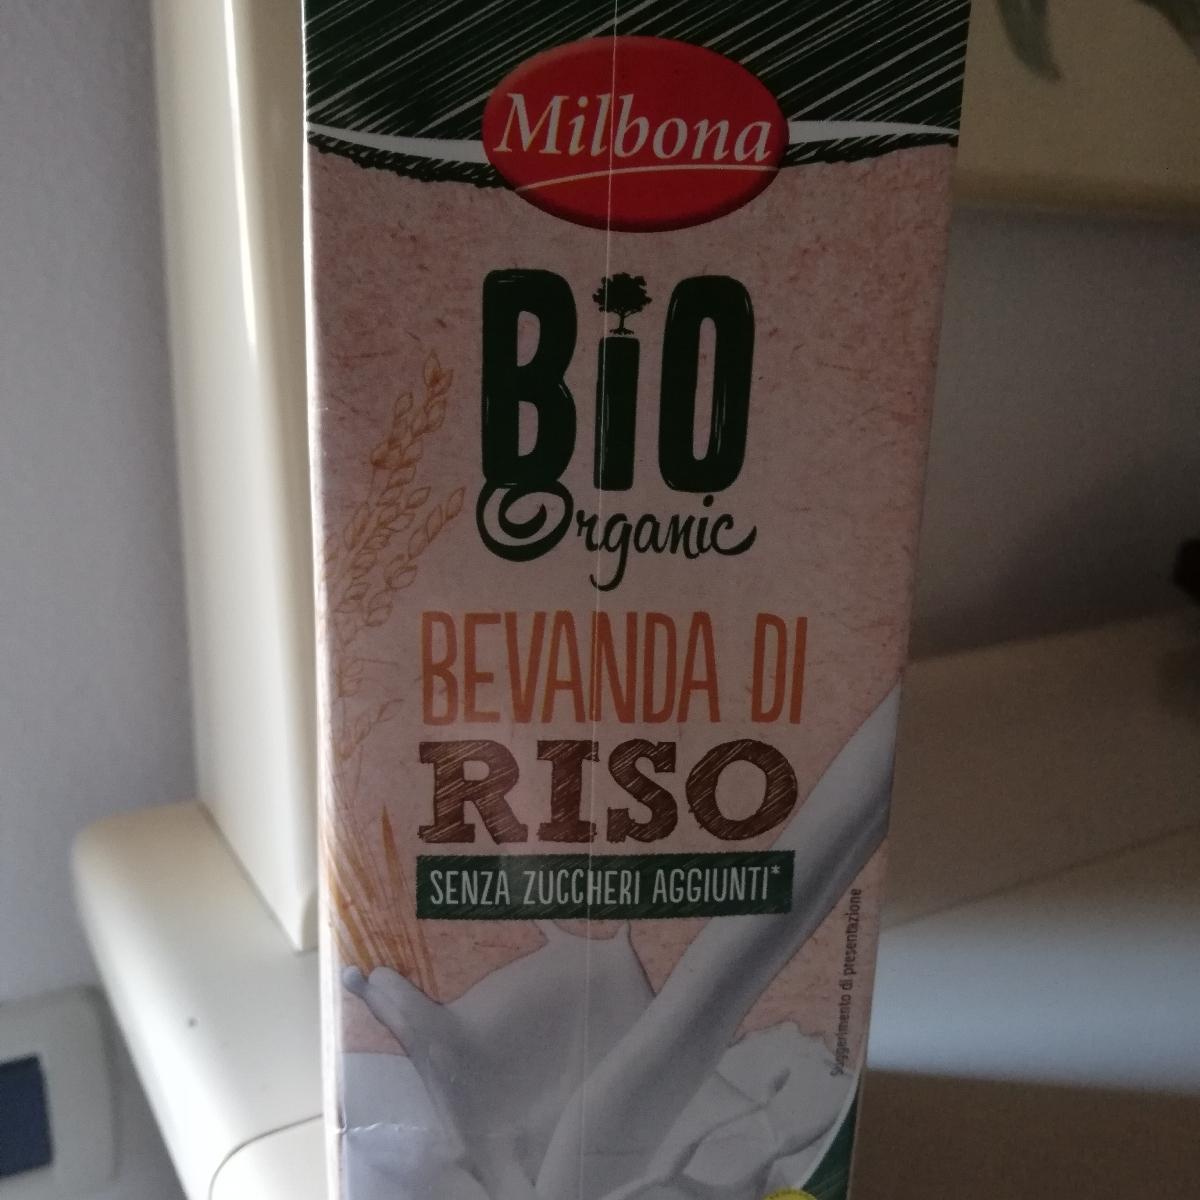 Milbona
BiO
Organic
BEVANDA DI
RISO
SENZA ZUCCHERI AGGIUNTI*
Suggerimento di presentazione